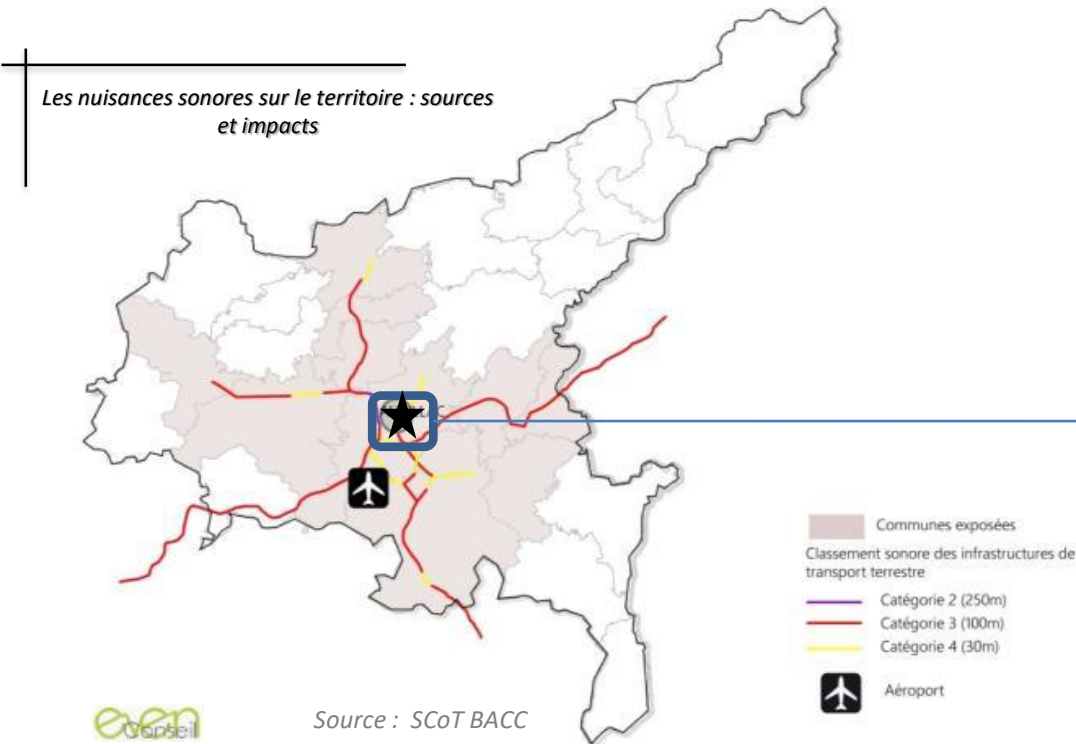 Les nuisances sonores sur le territoire : sources
et impacts
Communes exposées
Classement sonore des infrastructures de
transport terrestre
Catégorie 2 (250m)
Catégorie 3 (100m)
Catégorie 4 (30m)
Aéroport
even
Conseil
Source : SCoT BACC